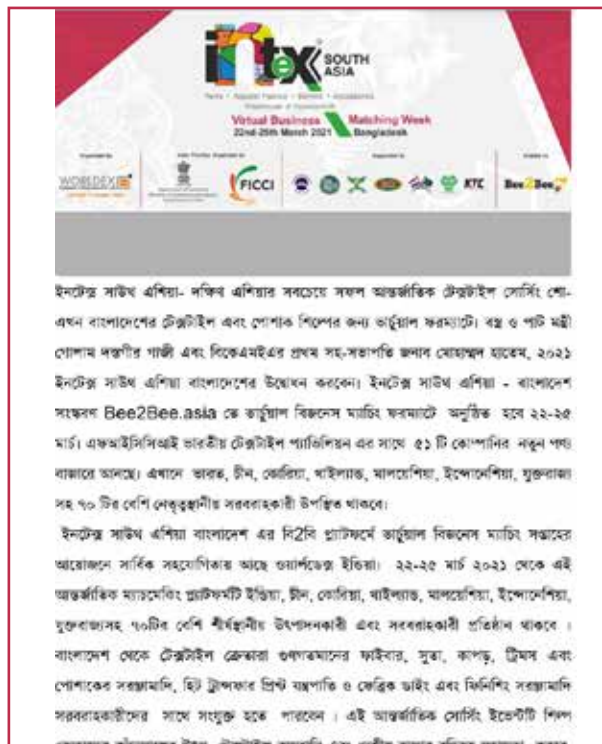 intex SOUTH ASIA
Virtual Business Matching Week
22nd-25th March 2021 Bangladesh
WORLDEX FICCI KTC Bee2Bee
ইনটেক্স সাউথ এশিয়া- দক্ষিণ এশিয়ার সবচেয়ে সফল আন্তর্জাতিক টেক্সটাইল সোর্সিং শো-
এখন বাংলাদেশের টেক্সটাইল এবং পোশাক শিল্পের জন্য ভার্চুয়াল ফরম্যাটে। বস্ত্র ও পাট মন্ত্রী
গোলাম দস্তগীর গাজী এবং বিকেএমইএর প্রথম সহ-সভাপতি জনাব মোহাম্মদ হাতেম, ২০২১
ইনটেক্স সাউথ এশিয়া বাংলাদেশের উদ্বোধন করবেন। ইনটেক্স সাউথ এশিয়া - বাংলাদেশ
সংস্করণ Bee2Bee.asia তে ভার্চুয়াল বিজনেস ম্যাচিং ফরম্যাটে অনুষ্ঠিত হবে ২২-২৫
মার্চ। এফআইসিসিআই ভারতীয় টেক্সটাইল প্যাভিলিয়ন এর সাথে ৫১ টি কোম্পানির নতুন পণ্য
বাজারে আনছে। এখানে ভারত, চীন, কোরিয়া, থাইল্যান্ড, মালয়েশিয়া, ইন্দোনেশিয়া, যুক্তরাজ্য
সহ ৭০ টির বেশি নেতৃত্বস্থানীয় সরবরাহকারী উপস্থিত থাকবে।
ইনটেক্স সাউথ এশিয়া বাংলাদেশ এর বি2বি প্ল্যাটফর্মে ভার্চুয়াল বিজনেস ম্যাচিং সপ্তাহের
আয়োজনে সার্বিক সহযোগিতায় আছে ওয়ার্ল্ডেক্স ইন্ডিয়া। ২২-২৫ মার্চ ২০২১ থেকে এই
আন্তর্জাতিক ম্যাচমেকিং প্ল্যাটফর্মটি ইন্ডিয়া, চীন, কোরিয়া, থাইল্যান্ড, মালয়েশিয়া, ইন্দোনেশিয়া,
যুক্তরাজ্যসহ ৭০টির বেশি শীর্ষস্থানীয় উৎপাদনকারী এবং সরবরাহকারী প্রতিষ্ঠান থাকবে ।
বাংলাদেশ থেকে টেক্সটাইল ক্রেতারা গুণগতমানের ফাইবার, সুতা, কাপড়, ট্রিমস এবং
পোশাকের সরঞ্জামাদি, হিট ট্রান্সফার প্রিন্ট যন্ত্রপাতি ও ফেব্রিক ডাইং এবং ফিনিশিং সরঞ্জামাদি
সরবরাহকারীদের সাথে সংযুক্ত হতে পারবেন । এই আন্তর্জাতিক সোর্সিং ইভেন্টটি শিল্প